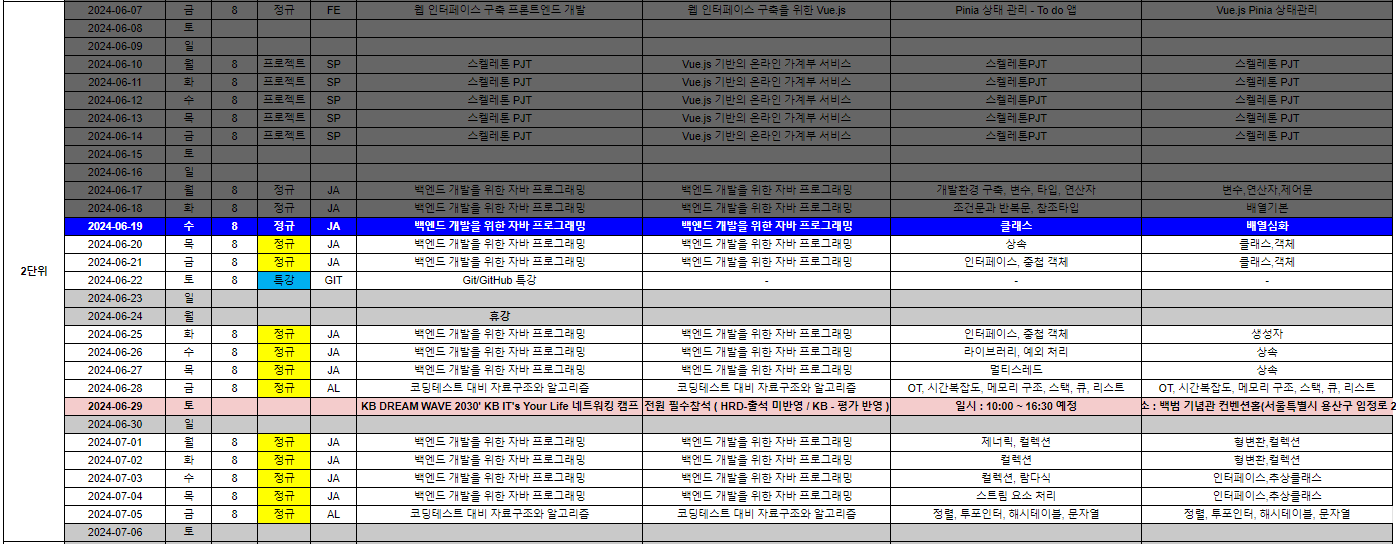 2024-06-07 금 8 정규 FE 웹 인터페이스 구축 프론트엔드 개발 웹 인터페이스 구축을 위한 Vue.js Pinia 상태 관리 - To do 앱 Vue.js Pinia 상태관리
2024-06-08 토
2024-06-09 일
2024-06-10 월 8 프로젝트 SP 스켈레톤 PJT Vue.js 기반의 온라인 가계부 서비스 스켈레톤PJT 스켈레톤 PJT
2024-06-11 화 8 프로젝트 SP 스켈레톤 PJT Vue.js 기반의 온라인 가계부 서비스 스켈레톤PJT 스켈레톤 PJT
2024-06-12 수 8 프로젝트 SP 스켈레톤 PJT Vue.js 기반의 온라인 가계부 서비스 스켈레톤PJT 스켈레톤 PJT
2024-06-13 목 8 프로젝트 SP 스켈레톤 PJT Vue.js 기반의 온라인 가계부 서비스 스켈레톤PJT 스켈레톤 PJT
2024-06-14 금 8 프로젝트 SP 스켈레톤 PJT Vue.js 기반의 온라인 가계부 서비스 스켈레톤PJT 스켈레톤 PJT
2024-06-15 토
2024-06-16 일
2024-06-17 월 8 정규 JA 백엔드 개발을 위한 자바 프로그래밍 백엔드 개발을 위한 자바 프로그래밍 개발환경 구축, 변수, 타입, 연산자 변수,연산자,제어문
2024-06-18 화 8 정규 JA 백엔드 개발을 위한 자바 프로그래밍 백엔드 개발을 위한 자바 프로그래밍 조건문과 반복문, 참조타입 배열기본
2024-06-19 수 8 정규 JA 백엔드 개발을 위한 자바 프로그래밍 백엔드 개발을 위한 자바 프로그래밍 클래스 배열심화
2024-06-20 목 8 정규 JA 백엔드 개발을 위한 자바 프로그래밍 백엔드 개발을 위한 자바 프로그래밍 상속 클래스,객체
2024-06-21 금 8 정규 JA 백엔드 개발을 위한 자바 프로그래밍 백엔드 개발을 위한 자바 프로그래밍 인터페이스, 중첩 객체 클래스,객체
2단위
2024-06-22 토 8 특강 GIT Git/GitHub 특강 - - -
2024-06-23 일
2024-06-24 월 휴강
2024-06-25 화 8 정규 JA 백엔드 개발을 위한 자바 프로그래밍 백엔드 개발을 위한 자바 프로그래밍 인터페이스, 중첩 객체 생성자
2024-06-26 수 8 정규 JA 백엔드 개발을 위한 자바 프로그래밍 백엔드 개발을 위한 자바 프로그래밍 라이브러리, 예외 처리 상속
2024-06-27 목 8 정규 JA 백엔드 개발을 위한 자바 프로그래밍 백엔드 개발을 위한 자바 프로그래밍 멀티스레드 상속
2024-06-28 금 8 정규 AL 코딩테스트 대비 자료구조와 알고리즘 코딩테스트 대비 자료구조와 알고리즘 OT, 시간복잡도, 메모리 구조, 스택, 큐, 리스트 OT, 시간복잡도, 메모리 구조, 스택, 큐, 리스트
2024-06-29 토 KB DREAM WAVE 2030' KB IT's Your Life 네트워킹 캠프 전원 필수참석 ( HRD-출석 미반영 / KB - 평가 반영 ) 일시 : 10:00 ~ 16:30 예정 소 : 백범 기념관 컨벤션홀(서울특별시 용산구 임정로 2
2024-06-30 일
2024-07-01 월 8 정규 JA 백엔드 개발을 위한 자바 프로그래밍 백엔드 개발을 위한 자바 프로그래밍 제너릭, 컬렉션 형변환,컬렉션
2024-07-02 화 8 정규 JA 백엔드 개발을 위한 자바 프로그래밍 백엔드 개발을 위한 자바 프로그래밍 컬렉션 형변환,컬렉션
2024-07-03 수 8 정규 JA 백엔드 개발을 위한 자바 프로그래밍 백엔드 개발을 위한 자바 프로그래밍 컬렉션, 람다식 인터페이스,추상클래스
2024-07-04 목 8 정규 JA 백엔드 개발을 위한 자바 프로그래밍 백엔드 개발을 위한 자바 프로그래밍 스트림 요소 처리 인터페이스,추상클래스
2024-07-05 금 8 정규 AL 코딩테스트 대비 자료구조와 알고리즘 코딩테스트 대비 자료구조와 알고리즘 정렬, 투포인터, 해시테이블, 문자열 정렬, 투포인터, 해시테이블, 문자열
2024-07-06 토